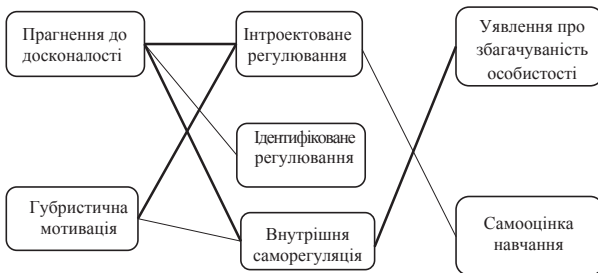 Прагнення до
досконалості
Інтроектоване
регулювання
Уявлення про
збагачуваність
особистості
Ідентифіковане
регулювання
Губристична
мотивація
Внутрішня
саморегуляція
Самооцінка
навчання